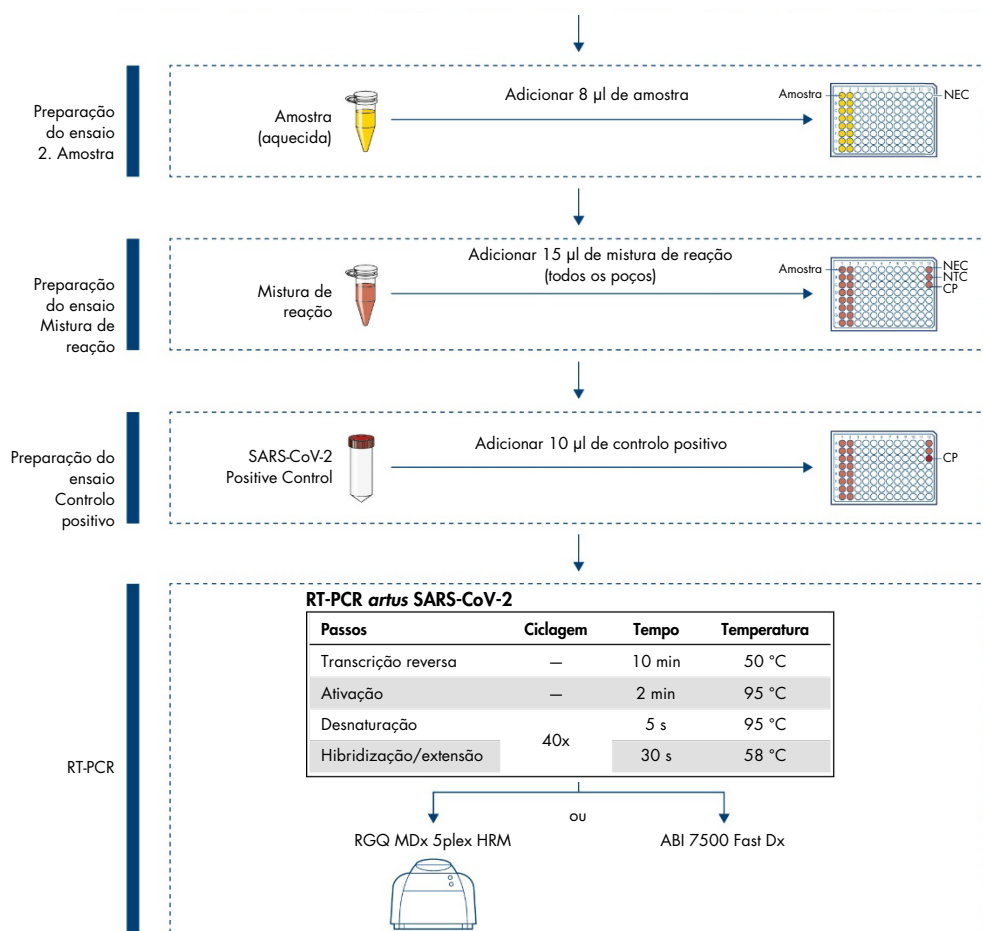 Preparação
do ensaio
2. Amostra
Amostra
(aquecida)
Adicionar 8 µl de amostra
Amostra
NEC
Preparação
do ensaio
Mistura de
reação
Mistura de
reação
Adicionar 15 µl de mistura de reação
(todos os poços)
Amostra
NEC
NTC
CP
Preparação do
ensaio
Controlo
positivo
SARS-CoV-2
Positive Control
Adicionar 10 µl de controlo positivo
CP
RT-PCR
RT-PCR artus SARS-CoV-2
Passos Ciclagem Tempo Temperatura
Transcrição reversa — 10 min 50 °C
Ativação — 2 min 95 °C
Desnaturação 5 s 95 °C
40x
Hibridização/extensão 30 s 58 °C
ou
RGQ MDx 5plex HRM
ABI 7500 Fast Dx